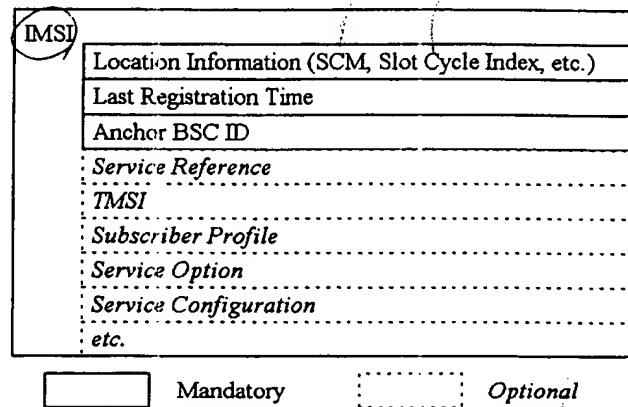 IMSI
Location Information (SCM, Slot Cycle Index, etc.)
Last Registration Time
Anchor BSC ID
Service Reference
TMSI
Subscriber Profile
Service Option
Service Configuration
etc.
Mandatory
Optional